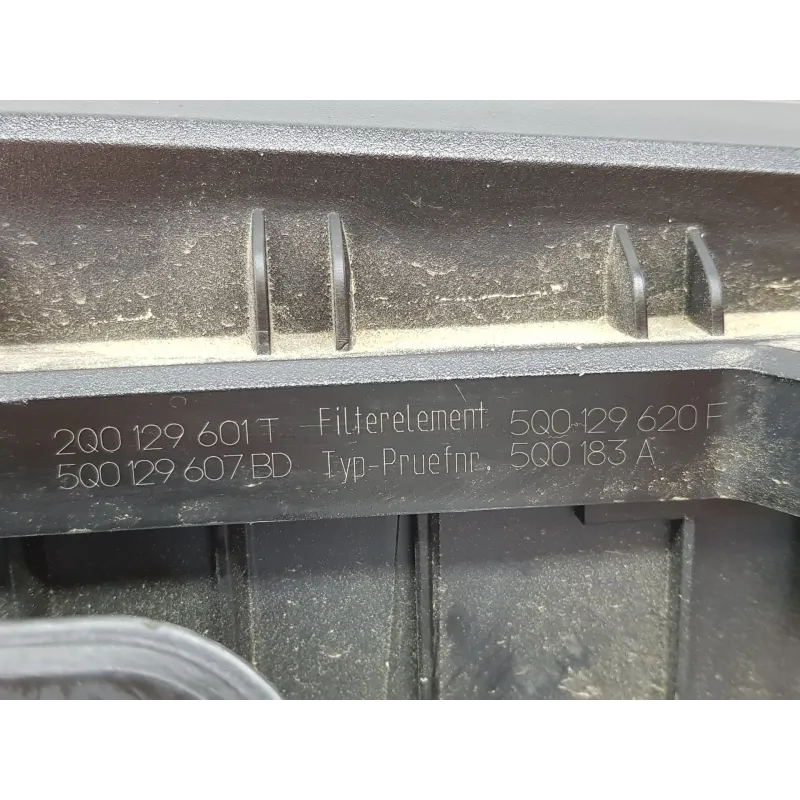 2Q0 129 601 T Filterelement 5Q0 129 620 F
5Q0 129 607 BD Typ-Pruefnr. 5Q0 183 A